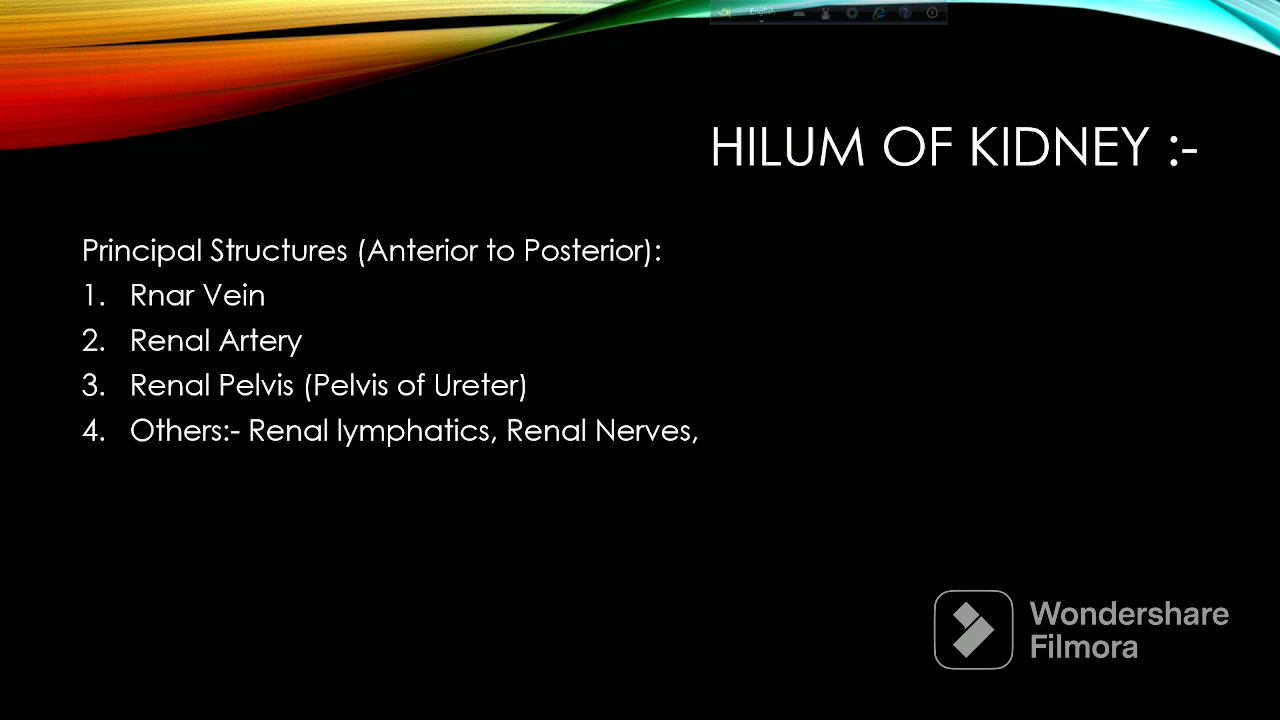 English
HILUM OF KIDNEY :-
Principal Structures (Anterior to Posterior):
1. Rnar Vein
2. Renal Artery
3. Renal Pelvis (Pelvis of Ureter)
4. Others:- Renal lymphatics, Renal Nerves,
Wondershare
Filmora